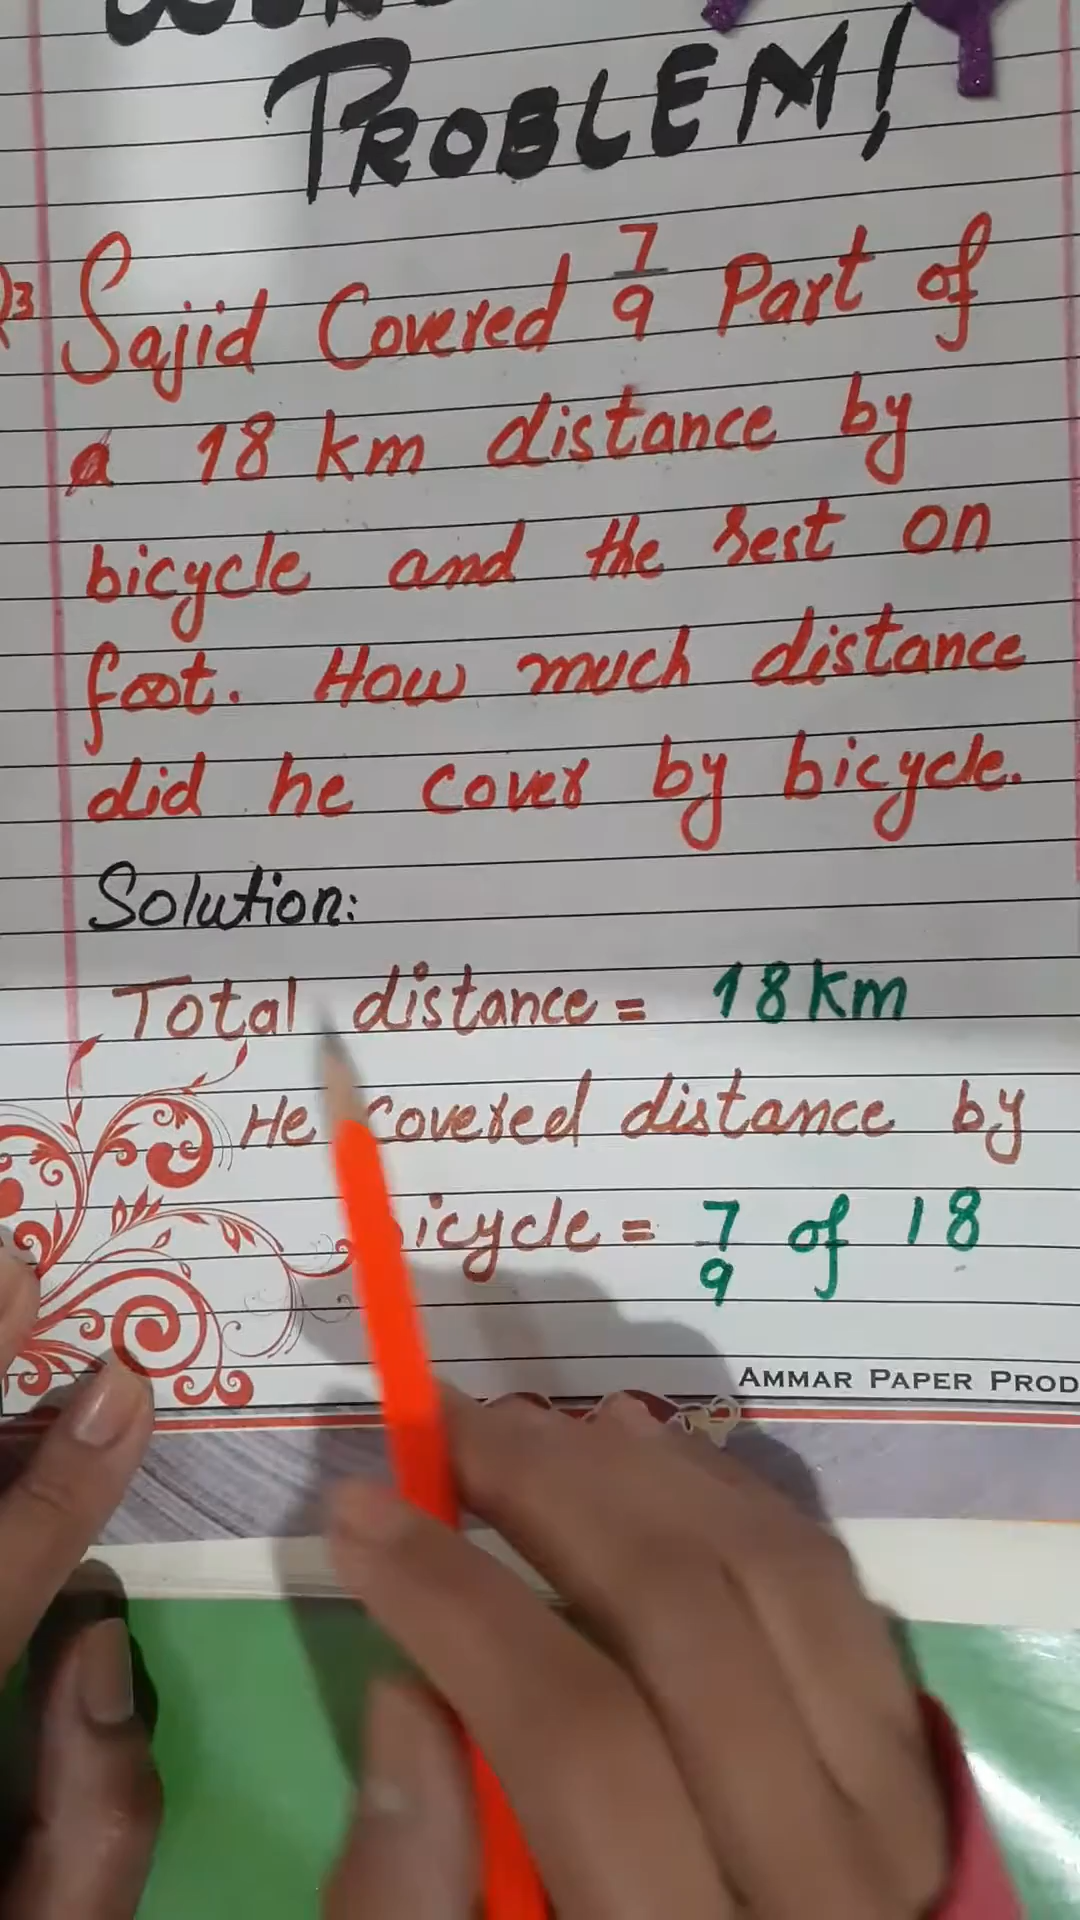 PROBLEM!
Sajid Covered 7/9 Part of
a 18 km distance by
bicycle and the rest on
foot. How much distance
did he cover by bicycle.
Solution:
Total distance = 18 km
He covered distance by
icycle = 7/9 of 18
AMMAR PAPER PROD